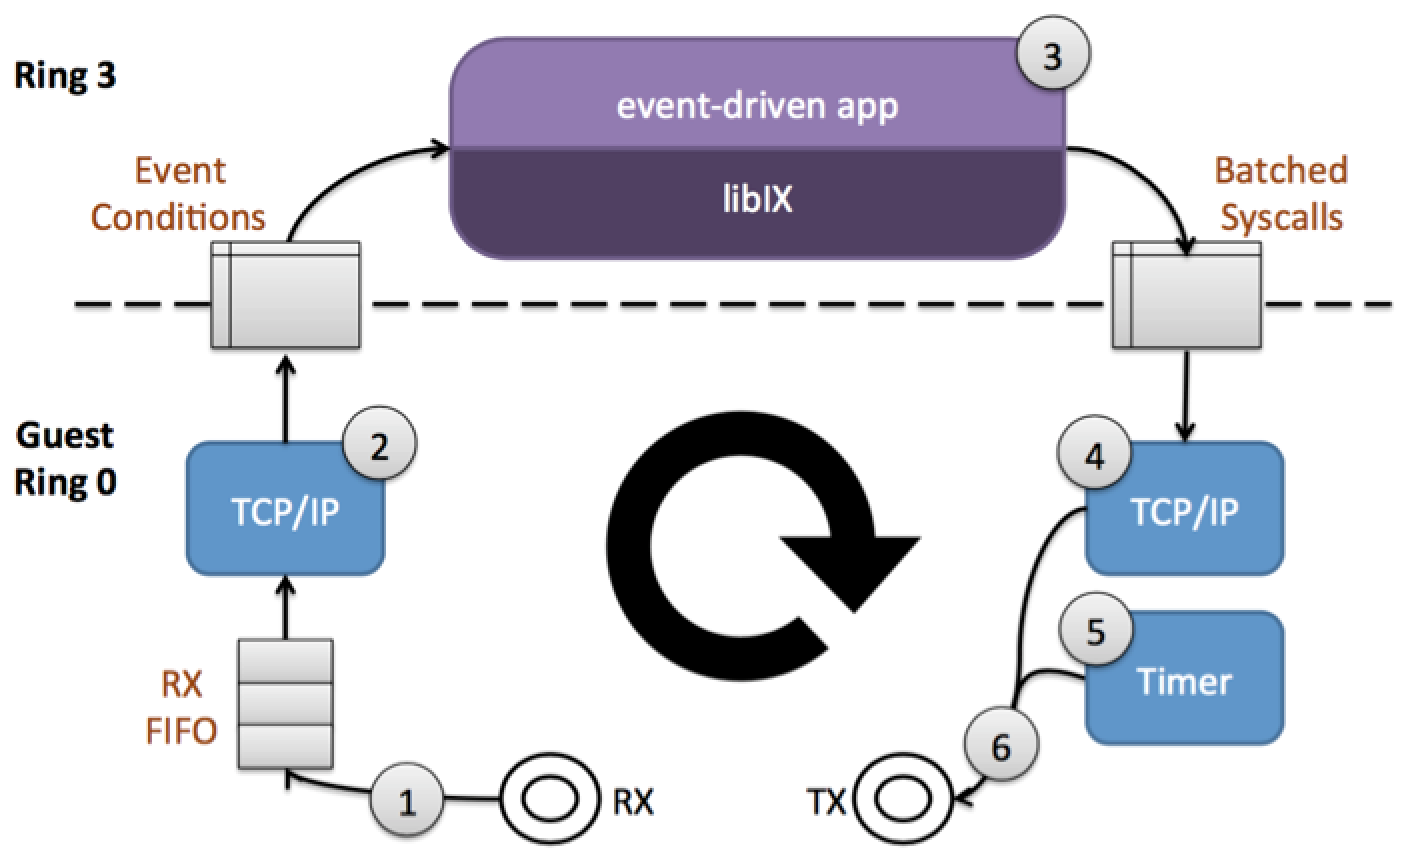 Ring 3
3
event-driven app
libIX
Event
Conditions
Batched
Syscalls
Guest
Ring 0
2
TCP/IP
4
TCP/IP
5
Timer
RX
FIFO
1
RX
TX
6